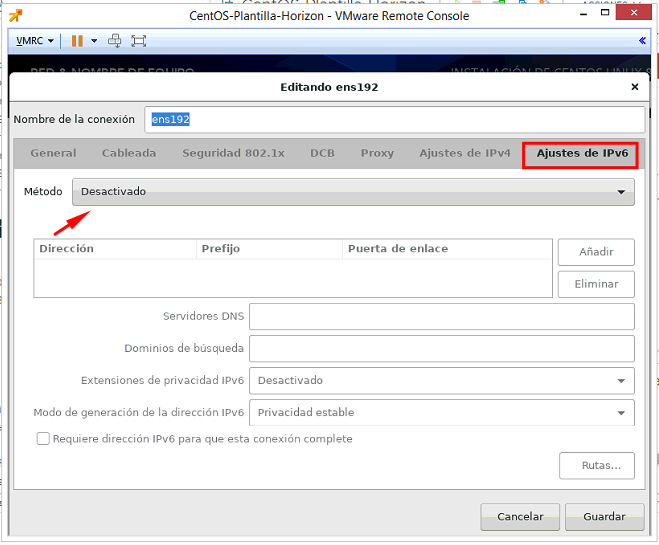 CentOS-Plantilla-Horizon - VMware Remote Console
VMRC
RED & NOMBRE DE EQUIPO
INSTALACIÓN DE CENTOS LINUX 8
Editando ens192
Nombre de la conexión ens192
General Cableada Seguridad 802.1x DCB Proxy Ajustes de IPv4 Ajustes de IPv6
Método Desactivado
Dirección Prefijo Puerta de enlace
Añadir
Eliminar
Servidores DNS
Dominios de búsqueda
Extensiones de privacidad IPv6 Desactivado
Modo de generación de la dirección IPv6 Privacidad estable
Requiere dirección IPv6 para que esta conexión complete
Rutas...
Cancelar Guardar